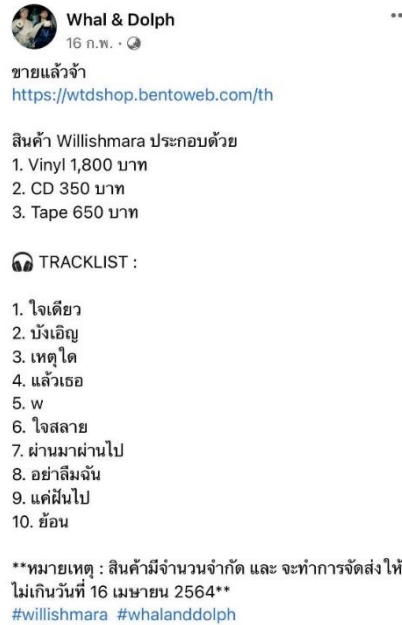 Whal & Dolph
16 ก.พ. ·
ขายแล้วจ้า
https://wtdshop.bentoweb.com/th
สินค้า Willishmara ประกอบด้วย
1. Vinyl 1,800 บาท
2. CD 350 บาท
3. Tape 650 บาท
🎧 TRACKLIST :
1. ใจเดียว
2. บังเอิญ
3. เหตุใด
4. แล้วเธอ
5. w
6. ใจสลาย
7. ผ่านมาผ่านไป
8. อย่าลืมฉัน
9. แค่ฝันไป
10. ย้อน
**หมายเหตุ : สินค้ามีจำนวนจำกัด และ จะทำการจัดส่งให้
ไม่เกินวันที่ 16 เมษายน 2564**
#willishmara #whalanddolph